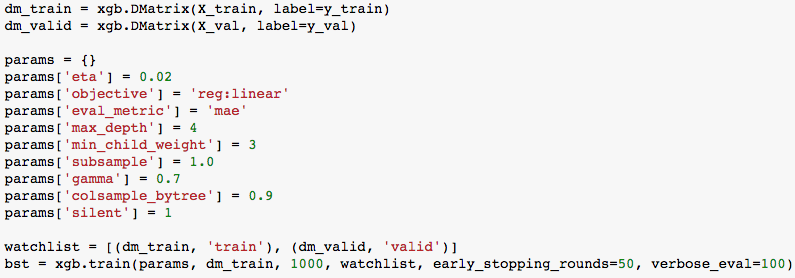 dm_train = xgb.DMatrix(X_train, label=y_train)
dm_valid = xgb.DMatrix(X_val, label=y_val)
params = {}
params['eta'] = 0.02
params['objective'] = 'reg:linear'
params['eval_metric'] = 'mae'
params['max_depth'] = 4
params['min_child_weight'] = 3
params['subsample'] = 1.0
params['gamma'] = 0.7
params['colsample_bytree'] = 0.9
params['silent'] = 1
watchlist = [(dm_train, 'train'), (dm_valid, 'valid')]
bst = xgb.train(params, dm_train, 1000, watchlist, early_stopping_rounds=50, verbose_eval=100)